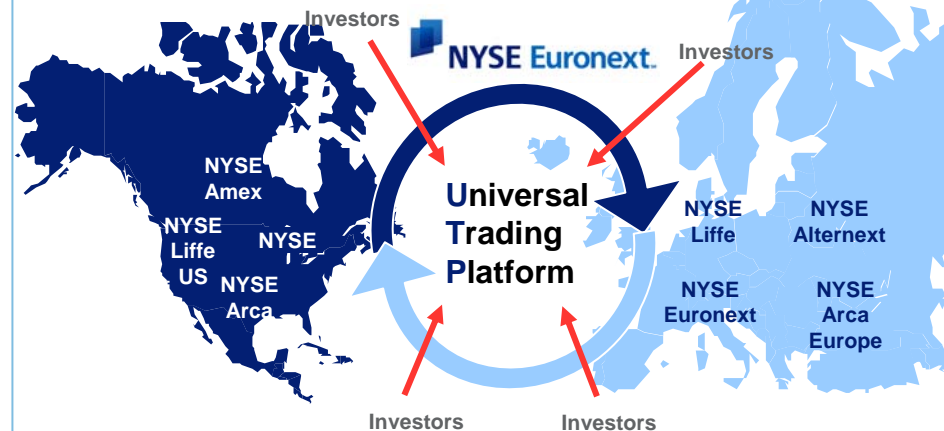 Investors
NYSE Euronext.
Investors
NYSE
Amex
NYSE
Liffe
US
NYSE
NYSE
Arca
Universal
Trading
Platform
NYSE
Liffe
NYSE
Alternext
NYSE
Euronext
NYSE
Arca
Europe
Investors
Investors